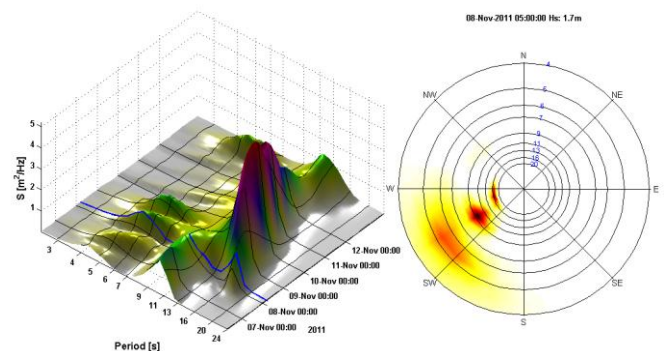 08-Nov-2011 05:00:00 Hs: 1.7m
S [m²/Hz]
5
4
3
2
1
3
4
5
6
7
9
11
13
16
20
24
Period [s]
07-Nov 00:00
08-Nov 00:00
09-Nov 00:00
10-Nov 00:00
11-Nov 00:00
12-Nov 00:00
2011
N
NE
E
SE
S
SW
W
NW
4
5
6
7
9
11
13
16
20